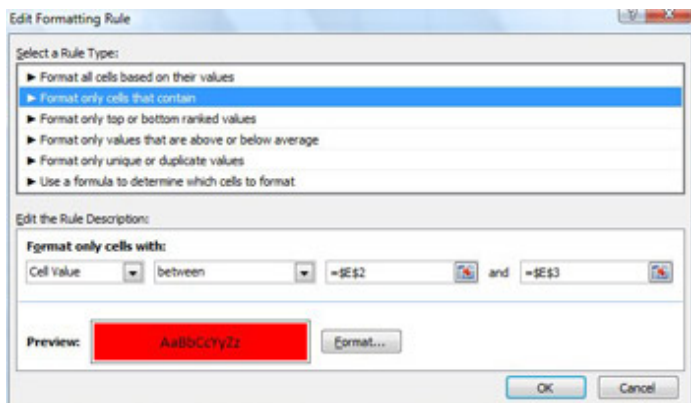 Edit Formatting Rule
Select a Rule Type:
► Format all cells based on their values
► Format only cells that contain
► Format only top or bottom ranked values
► Format only values that are above or below average
► Format only unique or duplicate values
► Use a formula to determine which cells to format
Edit the Rule Description:
Format only cells with:
Cell Value between =$E$2 and =$E$3
Preview: AaBbCcYyZz Format...
OK Cancel